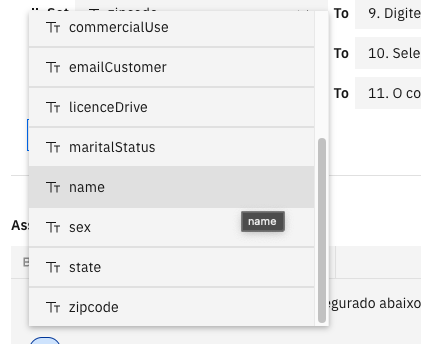 zipcode
commercialUse
To
9. Digite
emailCustomer
To
10. Sele
licenceDrive
To
11. O co
maritalStatus
name
sex
name
state
egurado abaixo
zipcode